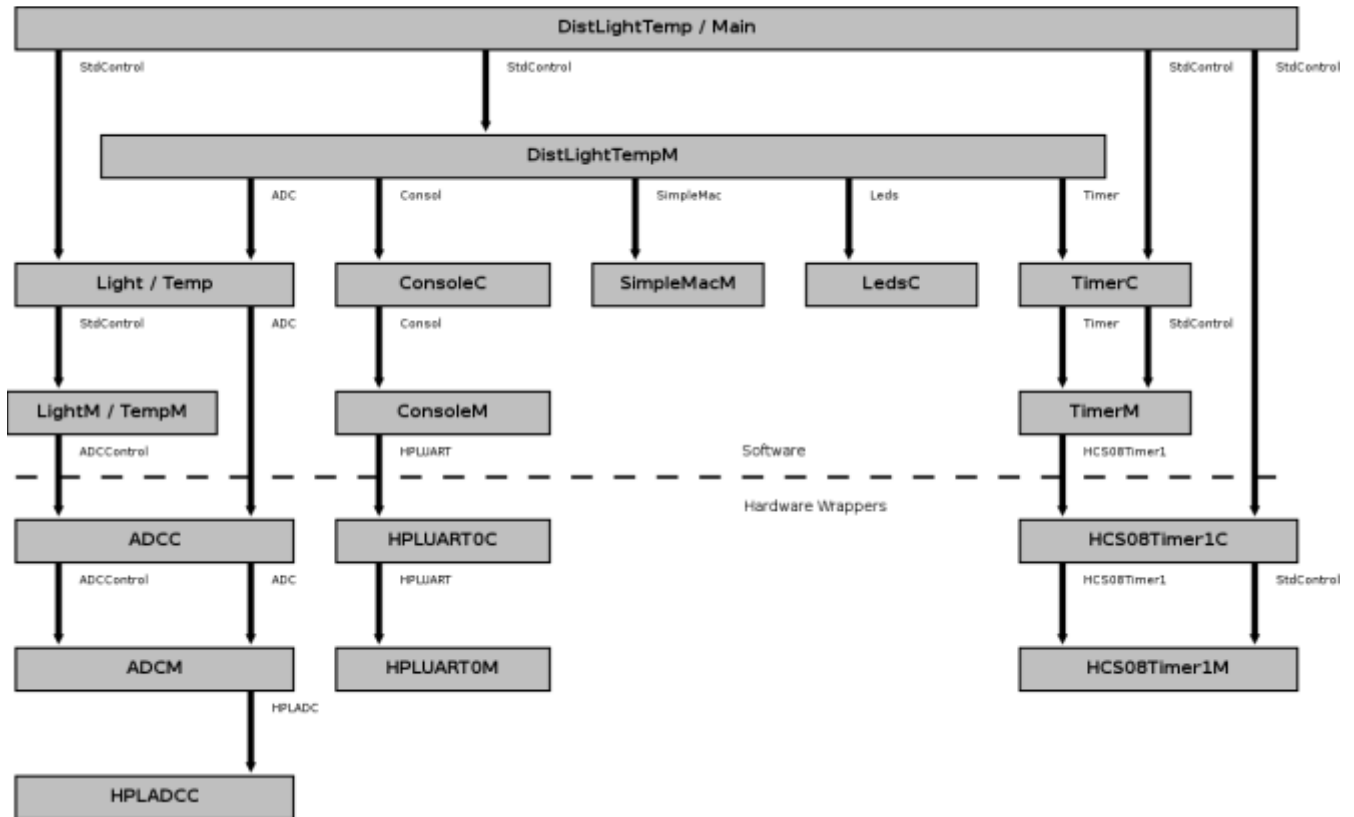 DistLightTemp / Main
StdControl
StdControl
StdControl
StdControl
DistLightTempM
ADC
Consol
SimpleMac
Leds
Timer
Light / Temp
ConsoleC
SimpleMacM
LedsC
TimerC
StdControl
ADC
Consol
Timer
StdControl
LightM / TempM
ConsoleM
TimerM
ADCControl
HPLUART
Software
HCS08Timer1
Hardware Wrappers
ADCC
HPLUART0C
HCS08Timer1C
ADCControl
ADC
HPLUART
HCS08Timer1
StdControl
ADCM
HPLUART0M
HCS08Timer1M
HPLADC
HPLADCC